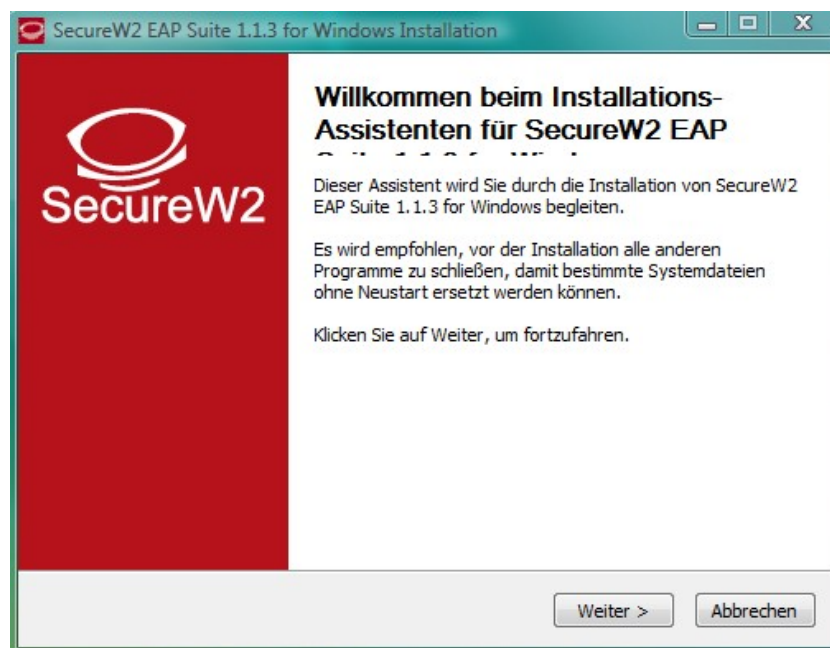 SecureW2 EAP Suite 1.1.3 for Windows Installation
Willkommen beim Installations-
Assistenten für SecureW2 EAP
SecureW2
Dieser Assistent wird Sie durch die Installation von SecureW2
EAP Suite 1.1.3 for Windows begleiten.
Es wird empfohlen, vor der Installation alle anderen
Programme zu schließen, damit bestimmte Systemdateien
ohne Neustart ersetzt werden können.
Klicken Sie auf Weiter, um fortzufahren.
Weiter >
Abbrechen